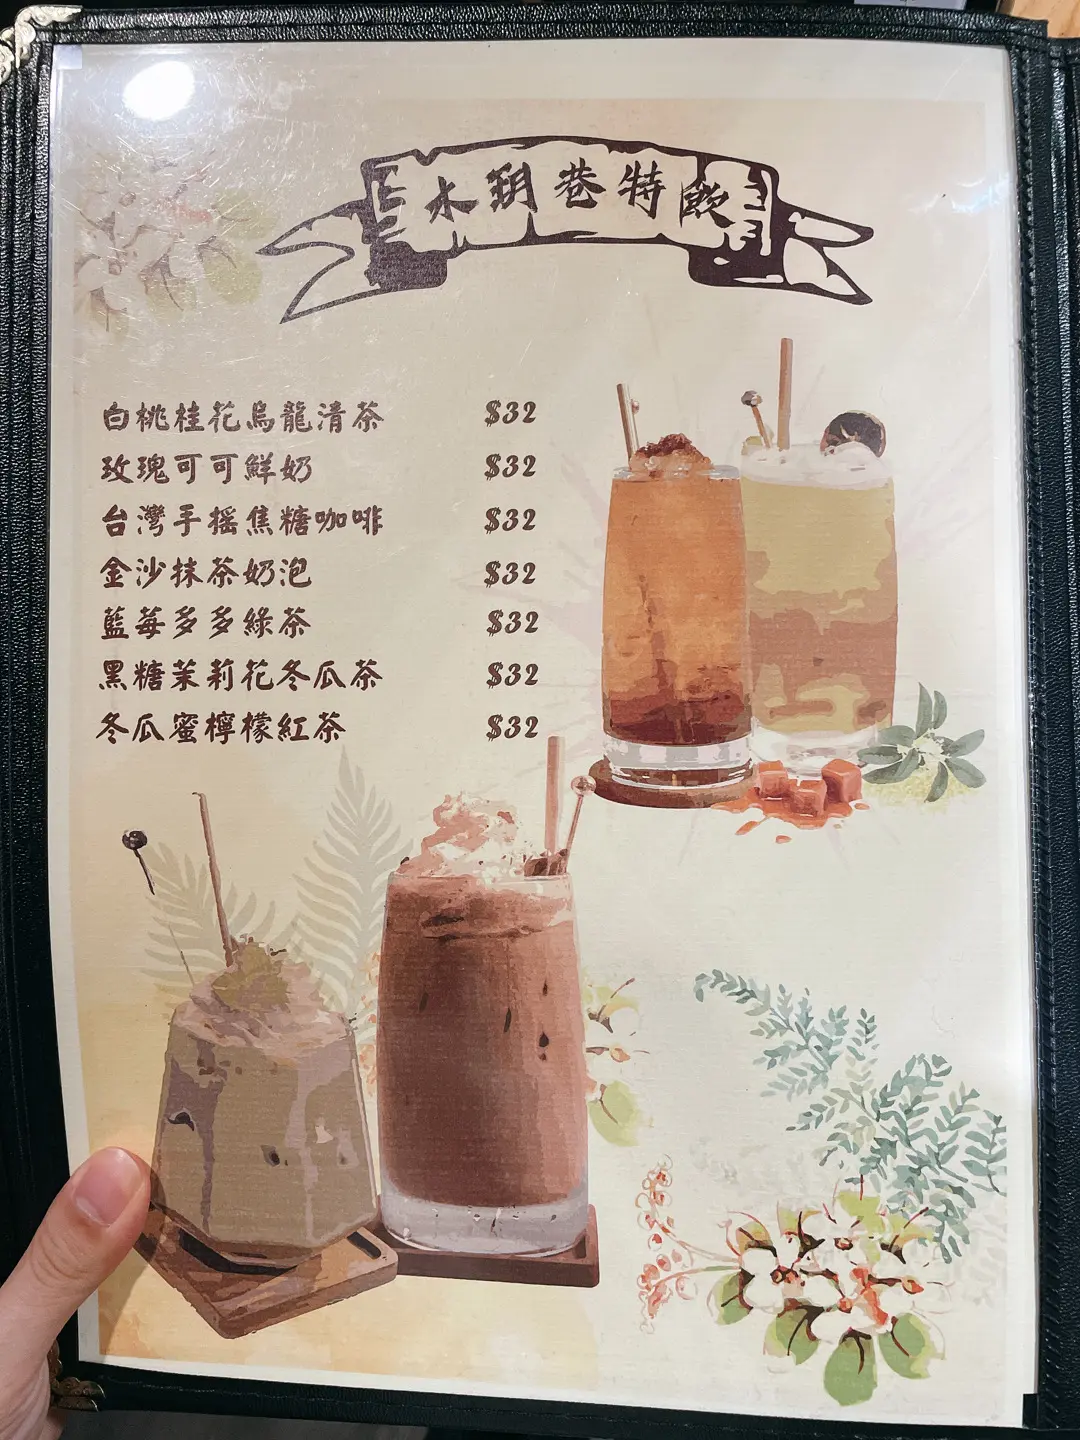 水玥巷特飲
白桃桂花烏龍清茶 $32
玫瑰可可鮮奶 $32
台灣手搖焦糖咖啡 $32
金沙抹茶奶泡 $32
藍莓多多綠茶 $32
黑糖茉莉花冬瓜茶 $32
冬瓜蜜檸檬紅茶 $32